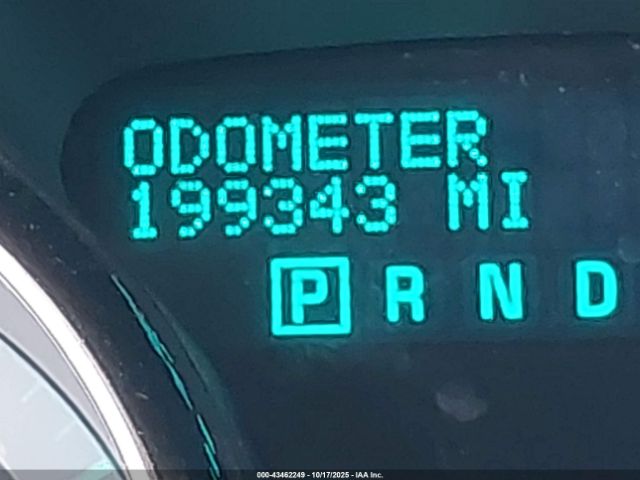 ODOMETER
199343 MI
P R N D
000-43462249 - 10/17/2025 - IAA Inc.